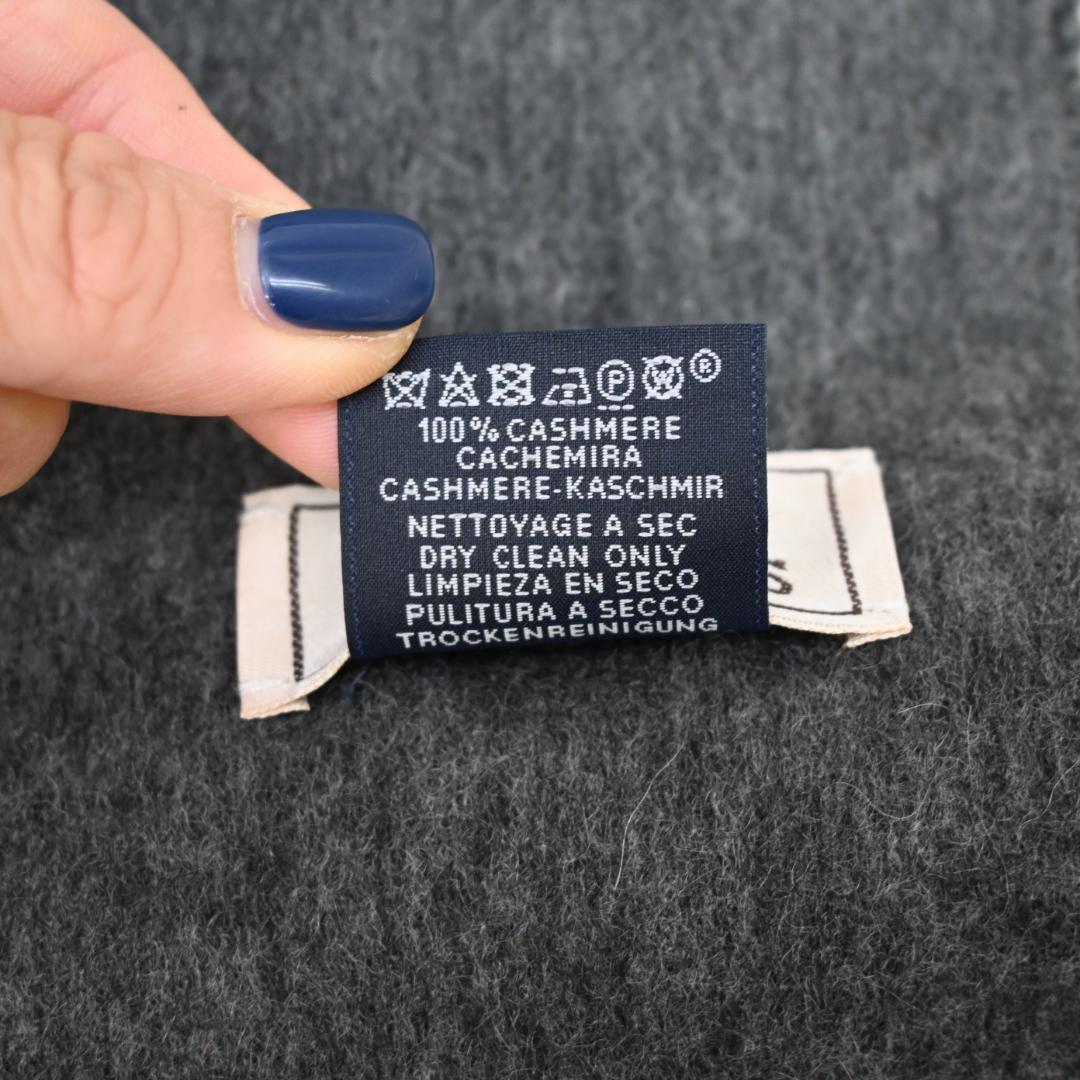 P W ®
100% CASHMERE
CACHEMIRA
CASHMERE-KASCHMIR
NETTOYAGE A SEC
DRY CLEAN ONLY
LIMPIEZA EN SECO
PULITURA A SECCO
TROCKENREINIGUNG